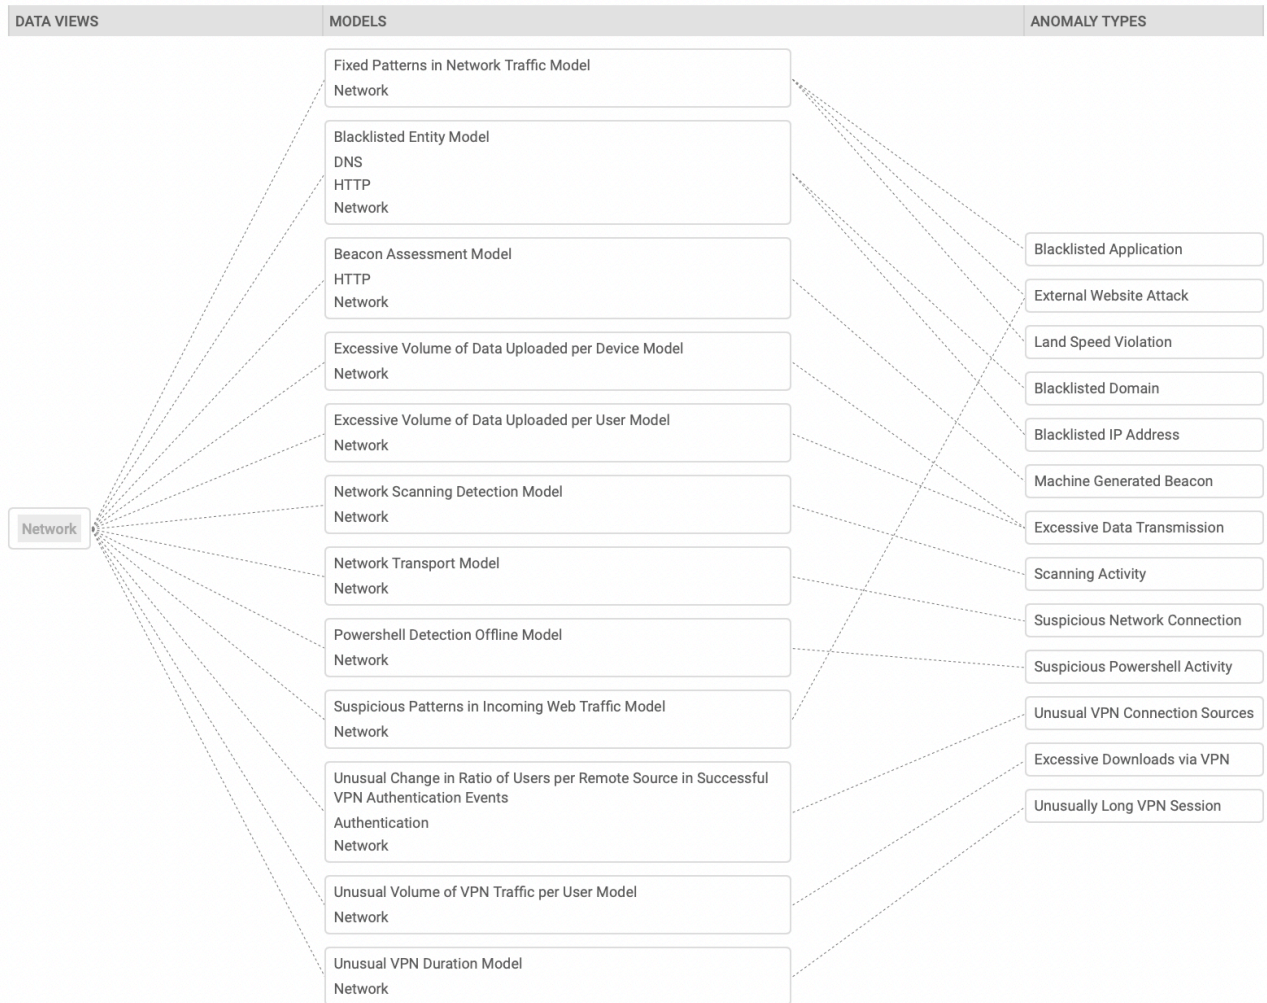 DATA VIEWS
MODELS
ANOMALY TYPES
Network
Fixed Patterns in Network Traffic Model
Network
Blacklisted Entity Model
DNS
HTTP
Network
Beacon Assessment Model
HTTP
Network
Excessive Volume of Data Uploaded per Device Model
Network
Excessive Volume of Data Uploaded per User Model
Network
Network Scanning Detection Model
Network
Network Transport Model
Network
Powershell Detection Offline Model
Network
Suspicious Patterns in Incoming Web Traffic Model
Network
Unusual Change in Ratio of Users per Remote Source in Successful
VPN Authentication Events
Authentication
Network
Unusual Volume of VPN Traffic per User Model
Network
Unusual VPN Duration Model
Network
Blacklisted Application
External Website Attack
Land Speed Violation
Blacklisted Domain
Blacklisted IP Address
Machine Generated Beacon
Excessive Data Transmission
Scanning Activity
Suspicious Network Connection
Suspicious Powershell Activity
Unusual VPN Connection Sources
Excessive Downloads via VPN
Unusually Long VPN Session